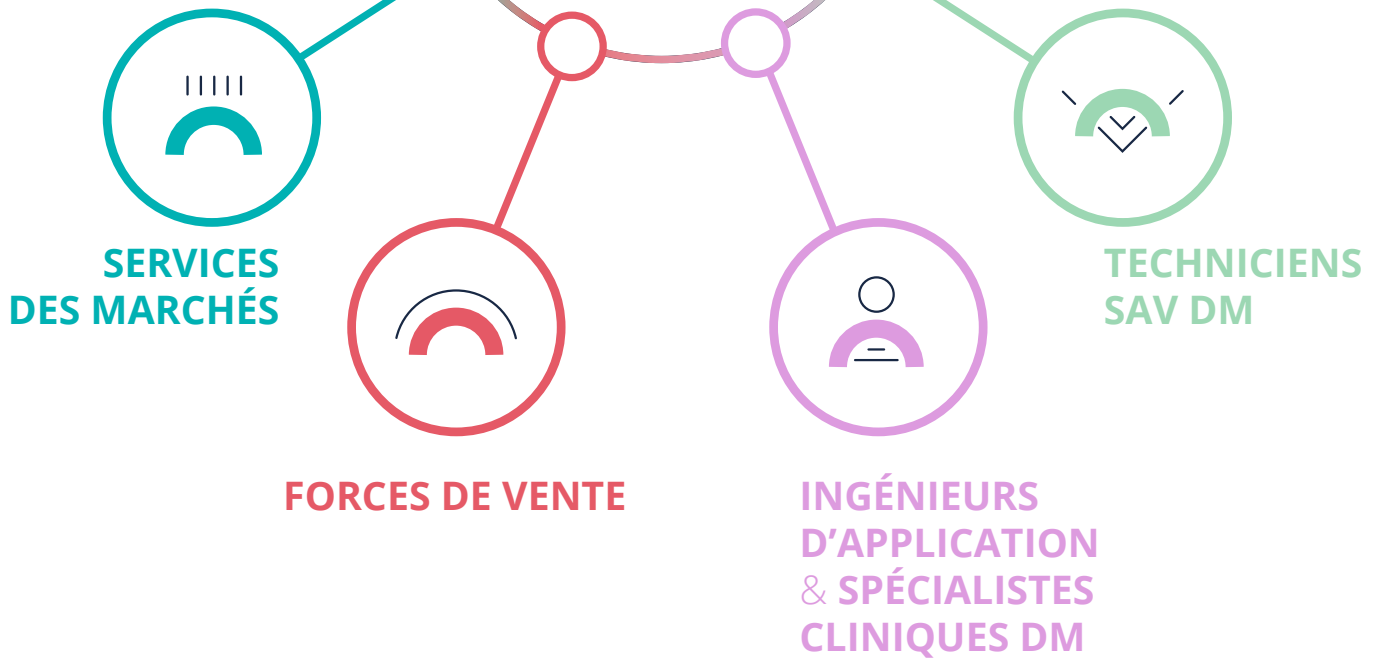 SERVICES
DES MARCHÉS
TECHNICIENS
SAV DM
FORCES DE VENTE
INGÉNIEURS
D’APPLICATION
& SPÉCIALISTES
CLINIQUES DM